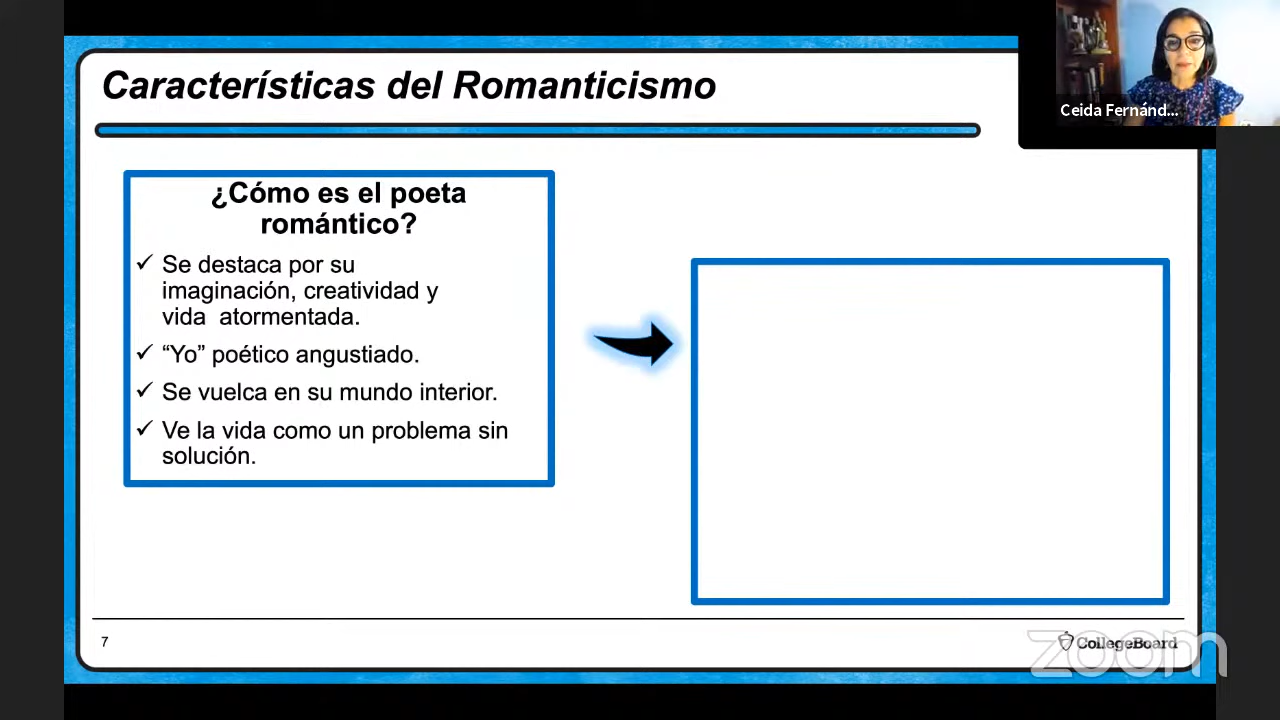 Características del Romanticismo
Ceida Fernánd...
¿Cómo es el poeta
romántico?
✓ Se destaca por su
imaginación, creatividad y
vida atormentada.
✓ “Yo” poético angustiado.
✓ Se vuelca en su mundo interior.
✓ Ve la vida como un problema sin
solución.
7
CollegeBoard
zoom